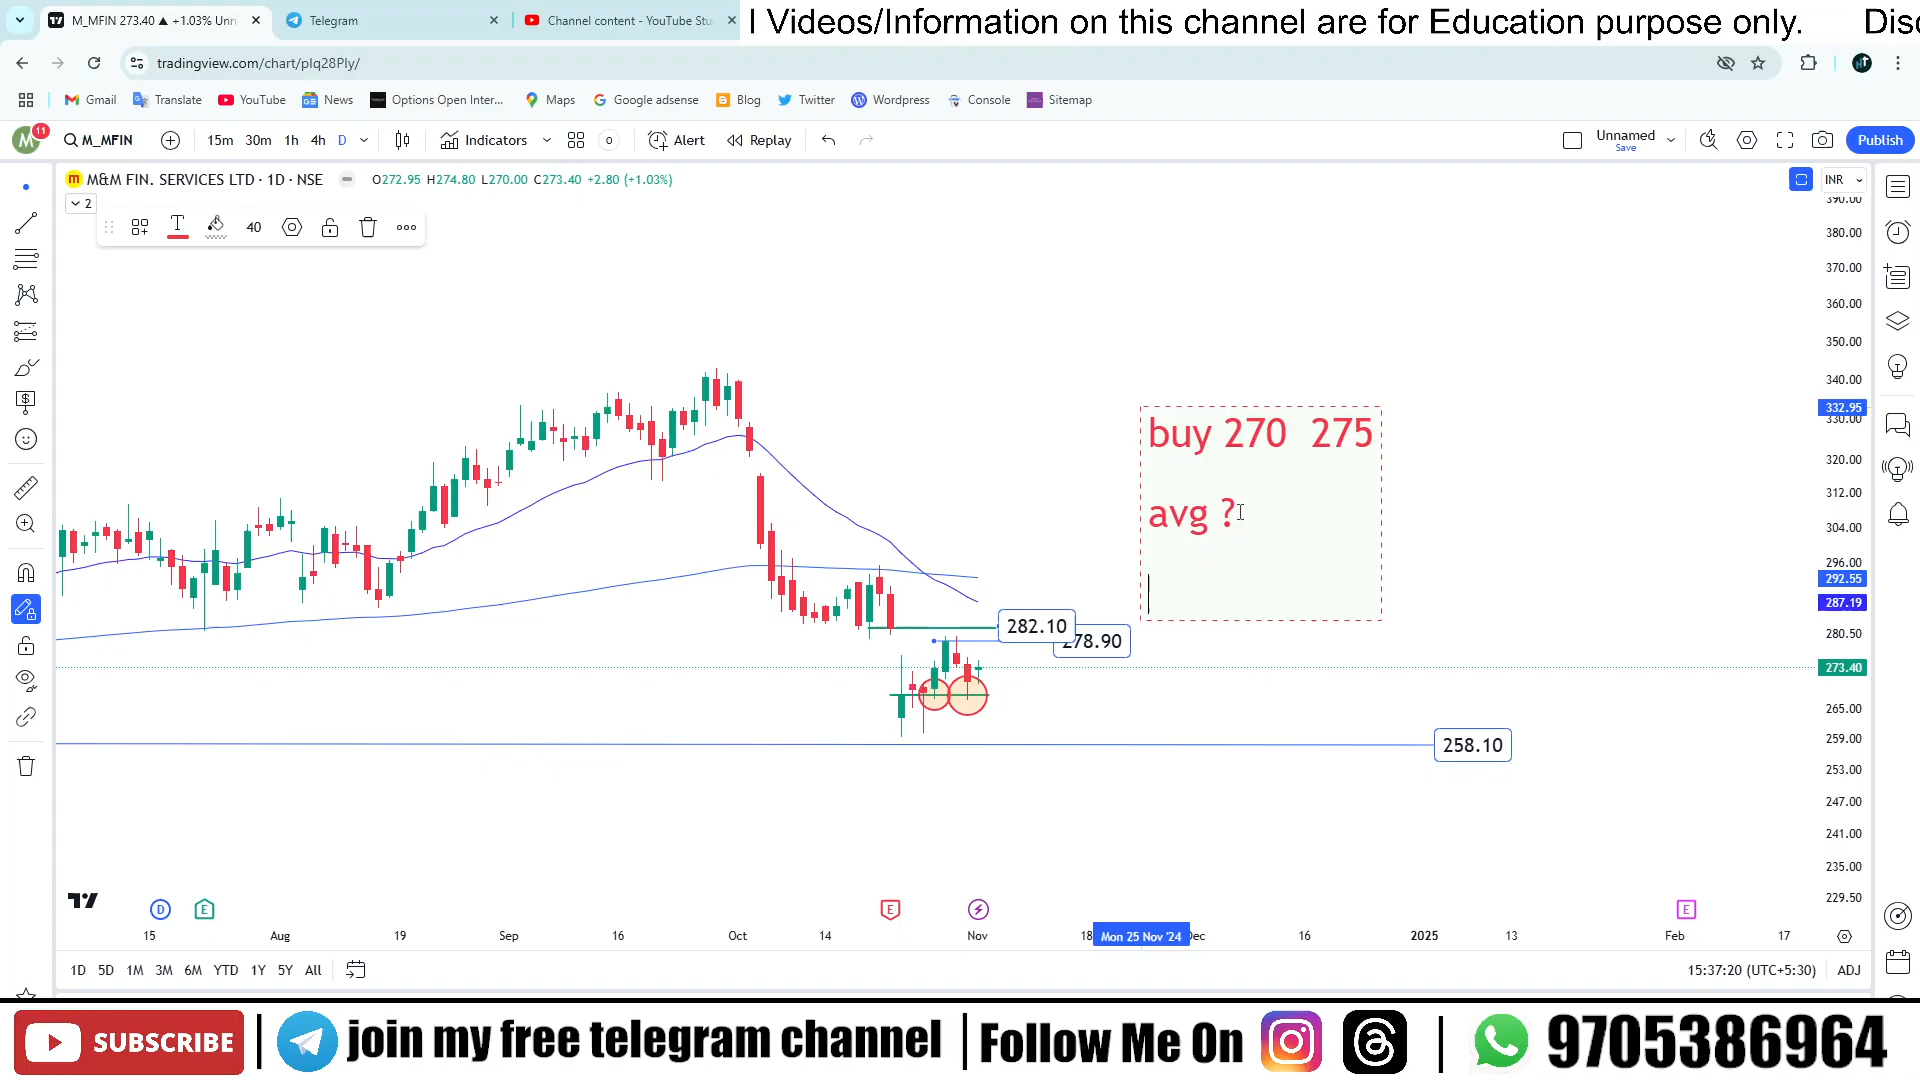 M_MFIN 273.40 ▲ +1.03% Unn
Telegram
Channel content - YouTube Stu
l Videos/Information on this channel are for Education purpose only. Disc
tradingview.com/chart/pIq28PIy/
Gmail Translate YouTube News Options Open Inter... Maps Google adsense Blog Twitter Wordpress Console Sitemap
M 11 M_MFIN 15m 30m 1h 4h D Indicators 0 Alert Replay Unnamed Save Publish
M&M FIN. SERVICES LTD · 1D · NSE O272.95 H274.80 L270.00 C273.40 +2.80 (+1.03%) INR
2
40
390.00
380.00
370.00
360.00
350.00
340.00
332.95
330.00
320.00
312.00
304.00
296.00
292.55
287.19
280.50
273.40
265.00
259.00
253.00
247.00
241.00
235.00
229.50
buy 270 275
avg ?
282.10
278.90
258.10
D E E E
15 Aug 19 Sep 16 Oct 14 Nov 18 Mon 25 Nov '24 Dec 16 2025 13 Feb 17
1D 5D 1M 3M 6M YTD 1Y 5Y All 15:37:20 (UTC+5:30) ADJ
SUBSCRIBE | join my free telegram channel | Follow Me On | 9705386964